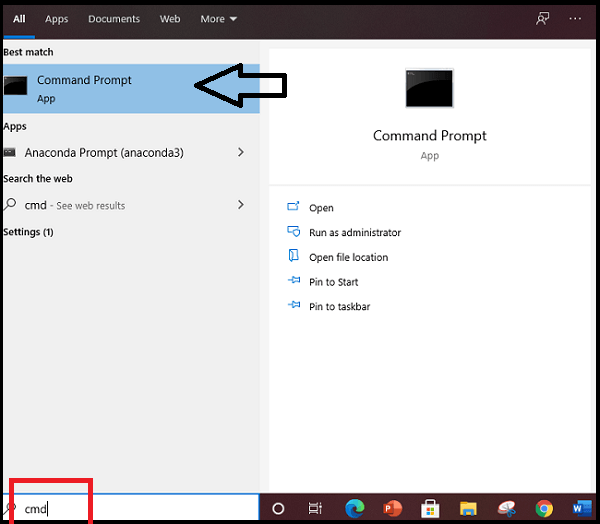 All Apps Documents Web More
Best match
Command Prompt
App
Apps
Anaconda Prompt (anaconda3)
Search the web
cmd - See web results
Settings (1)
Command Prompt
App
Open
Run as administrator
Open file location
Pin to Start
Pin to taskbar
cmd